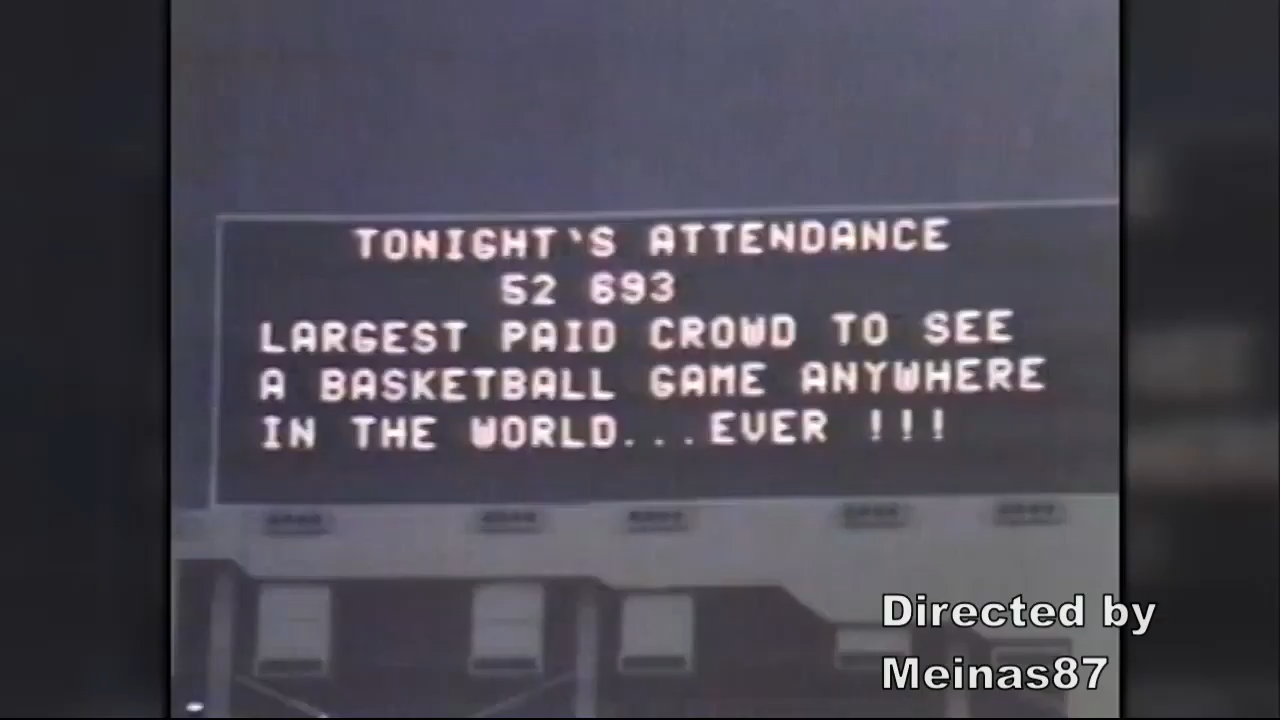 TONIGHT'S ATTENDANCE
52 693
LARGEST PAID CROWD TO SEE
A BASKETBALL GAME ANYWHERE
IN THE WORLD...EVER !!!
Directed by
Meinas87